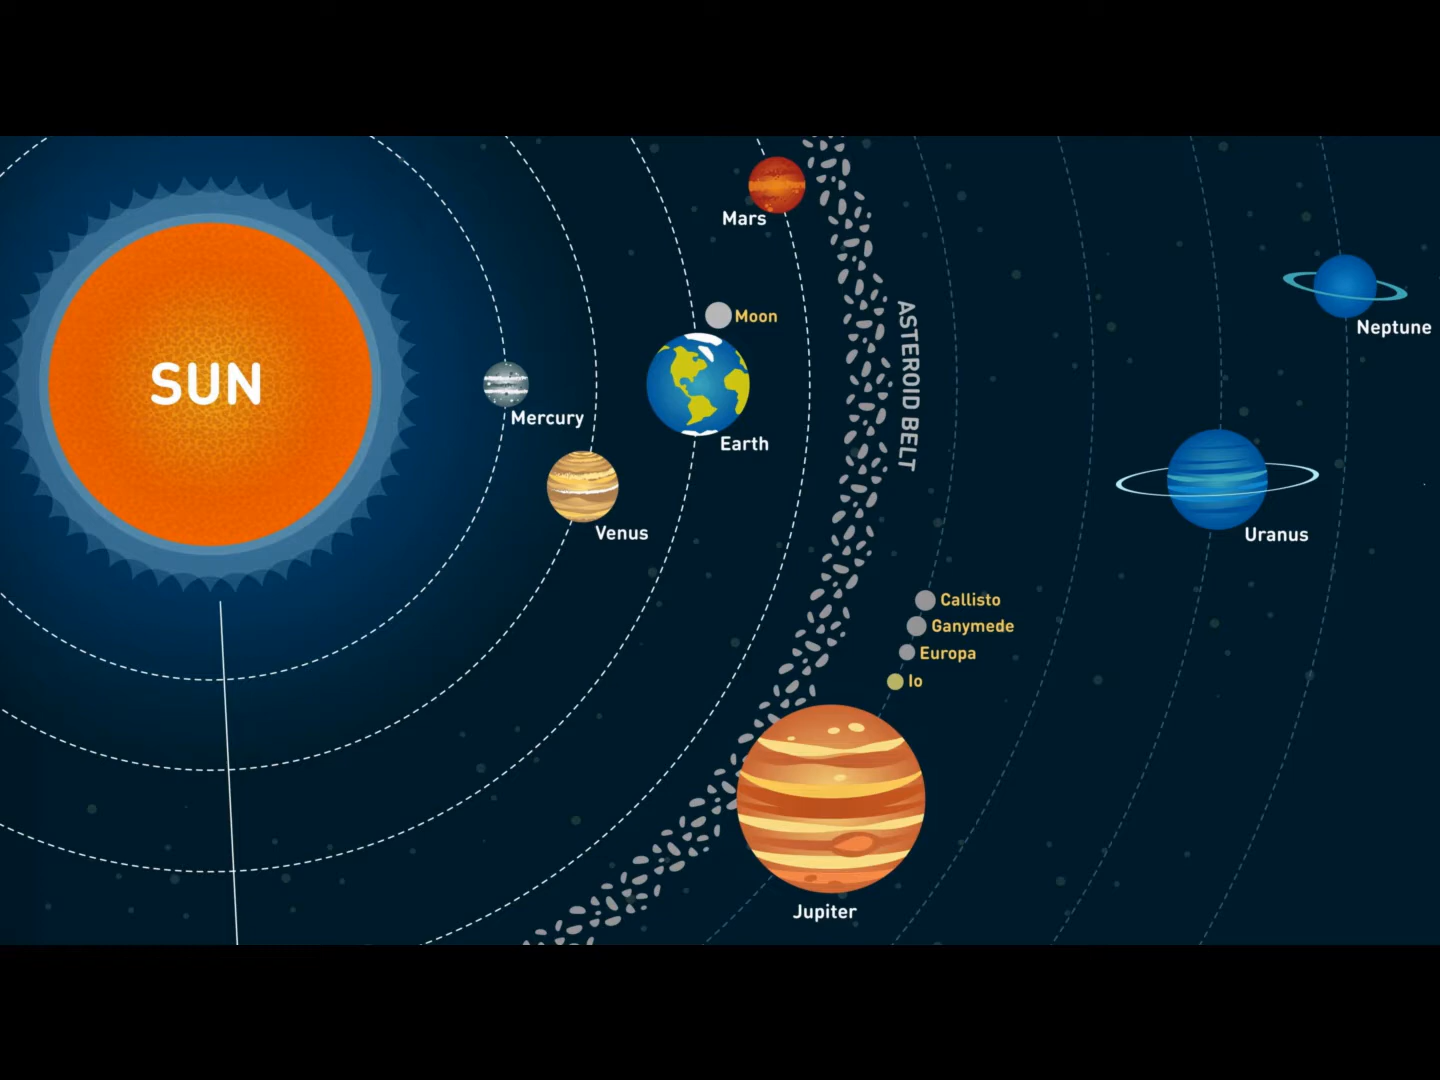 Mars
Neptune
Moon
ASTEROID BELT
SUN
Mercury
Earth
Venus
Uranus
Callisto
Ganymede
Europa
Io
Jupiter